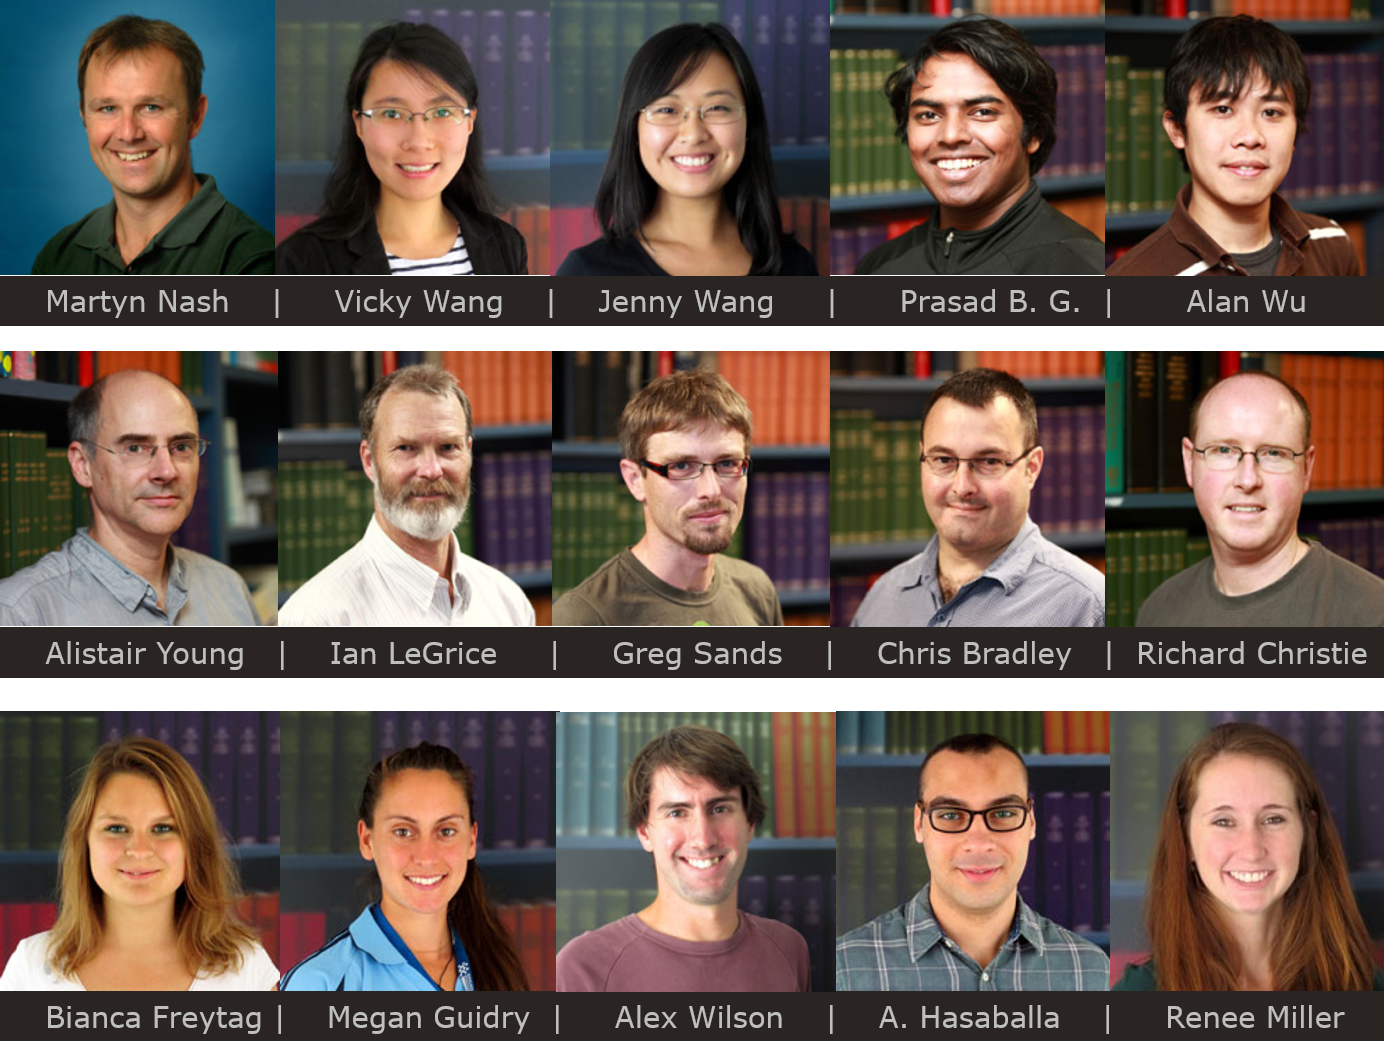 Martyn Nash | Vicky Wang | Jenny Wang | Prasad B. G. | Alan Wu
Alistair Young | Ian LeGrice | Greg Sands | Chris Bradley | Richard Christie
Bianca Freytag | Megan Guidry | Alex Wilson | A. Hasaballa | Renee Miller